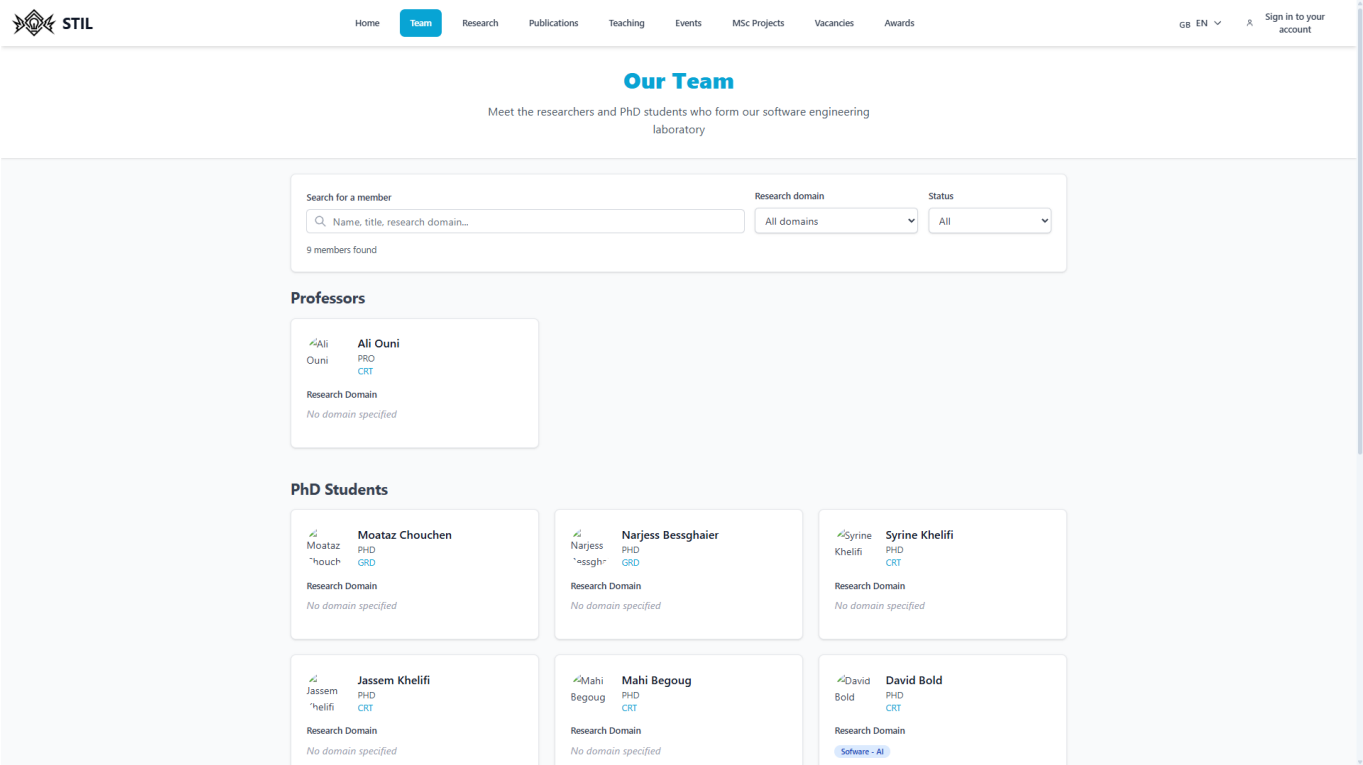 STIL
Home
Team
Research
Publications
Teaching
Events
MSc Projects
Vacancies
Awards
GB EN
Sign in to your
account
Our Team
Meet the researchers and PhD students who form our software engineering
laboratory
Search for a member
Name, title, research domain...
9 members found
Research domain
All domains
Status
All
Professors
Ali
Ouni
Ali Ouni
PRO
CRT
Research Domain
No domain specified
PhD Students
Moataz
Chouch
Moataz Chouchen
PHD
GRD
Research Domain
No domain specified
Narjess
Bessgha
Narjess Bessghaier
PHD
GRD
Research Domain
No domain specified
Syrine
Khelifi
Syrine Khelifi
PHD
CRT
Research Domain
No domain specified
Jassem
Khelifi
Jassem Khelifi
PHD
CRT
Research Domain
No domain specified
Mahi
Begoug
Mahi Begoug
PHD
CRT
Research Domain
No domain specified
David
Bold
David Bold
PHD
CRT
Research Domain
Sofware - AI